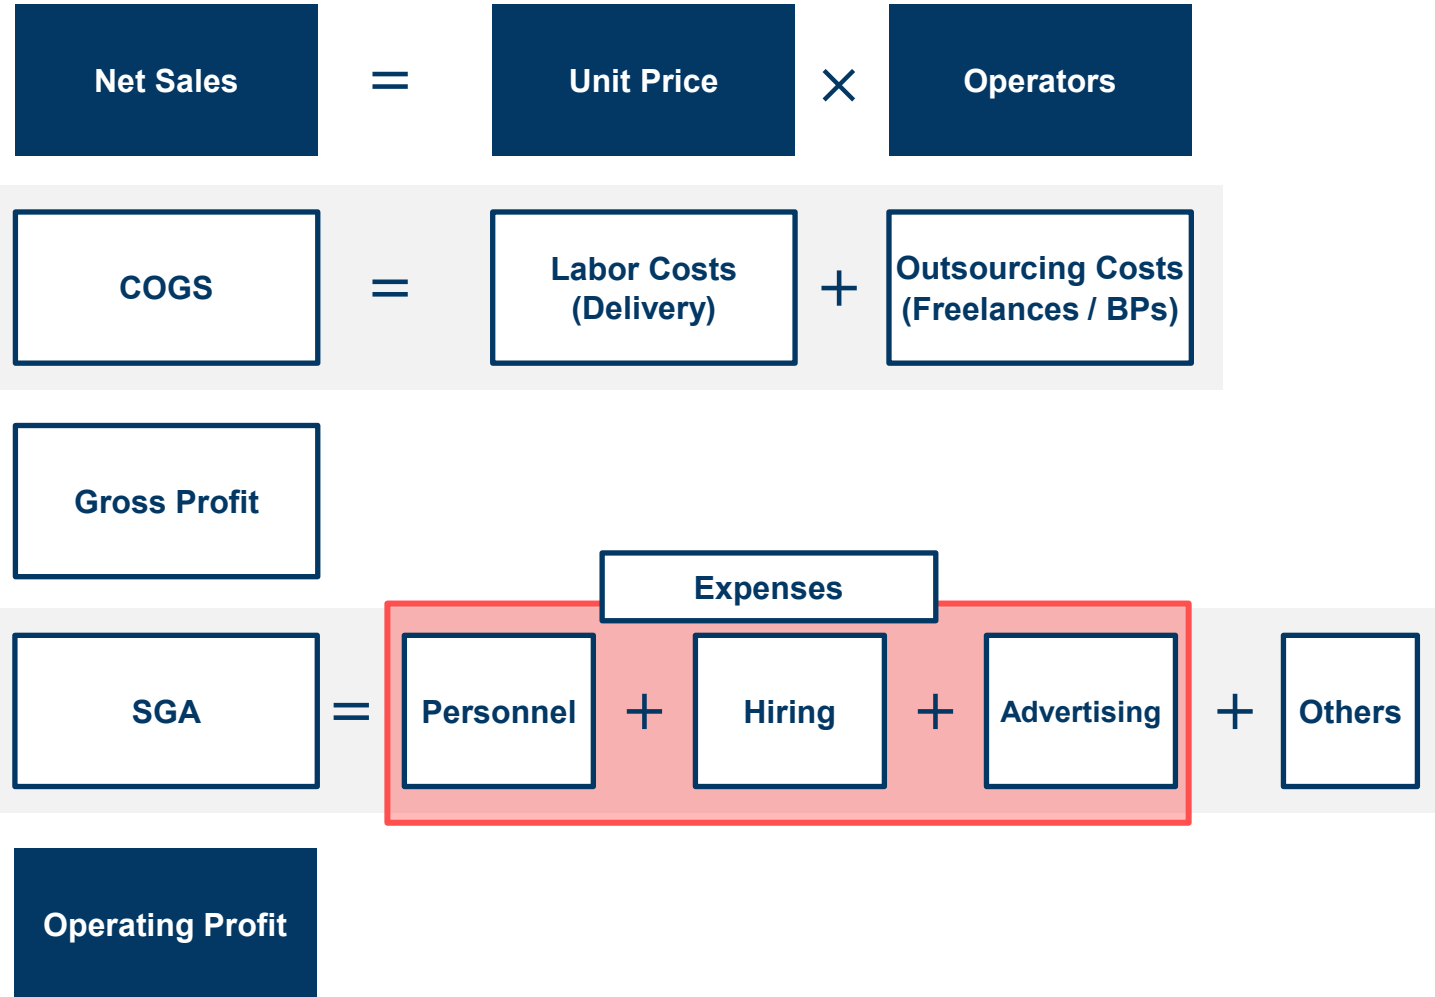 Net Sales = Unit Price × Operators
COGS = Labor Costs (Delivery) + Outsourcing Costs (Freelances / BPs)
Gross Profit
Expenses
SGA = Personnel + Hiring + Advertising + Others
Operating Profit